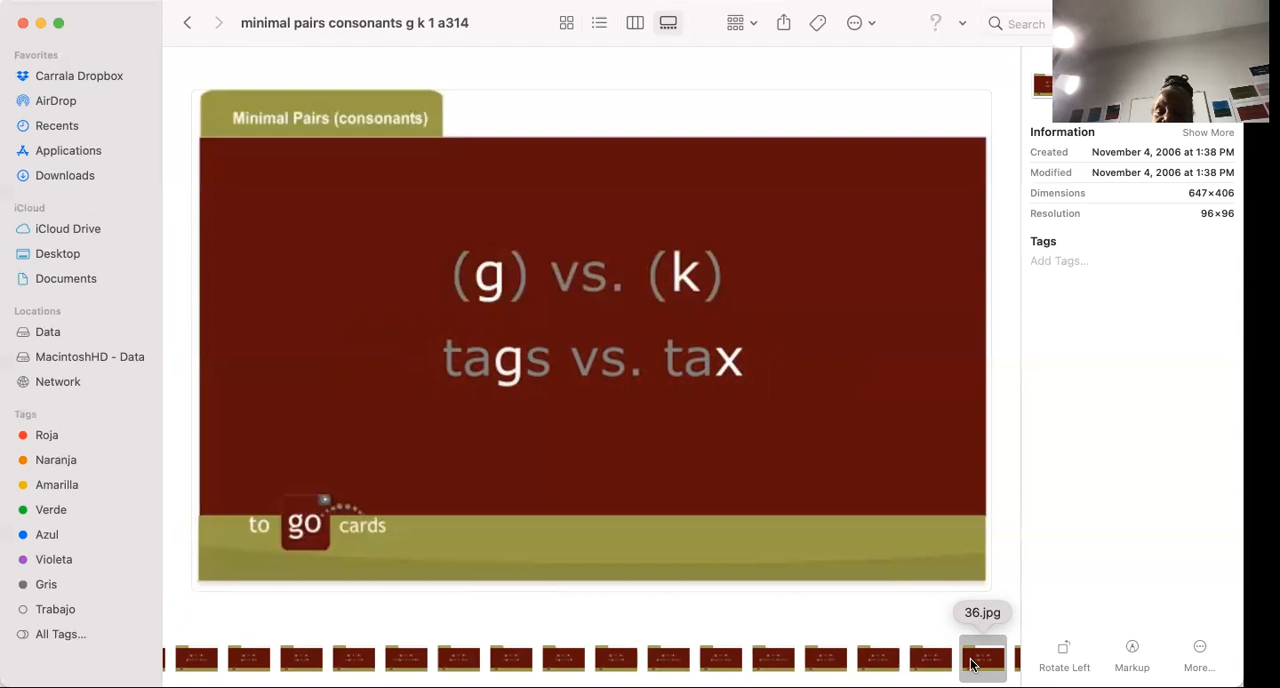 minimal pairs consonants g k 1 a314
Search
Favorites
Carrala Dropbox
AirDrop
Recents
Applications
Downloads
iCloud
iCloud Drive
Desktop
Documents
Locations
Data
MacintoshHD - Data
Network
Tags
Roja
Naranja
Amarilla
Verde
Azul
Violeta
Gris
Trabajo
All Tags...
Minimal Pairs (consonants)
(g) vs. (k)
tags vs. tax
to go cards
36.jpg
Information Show More
Created November 4, 2006 at 1:38 PM
Modified November 4, 2006 at 1:38 PM
Dimensions 647×406
Resolution 96×96
Tags
Add Tags...
Rotate Left Markup More...